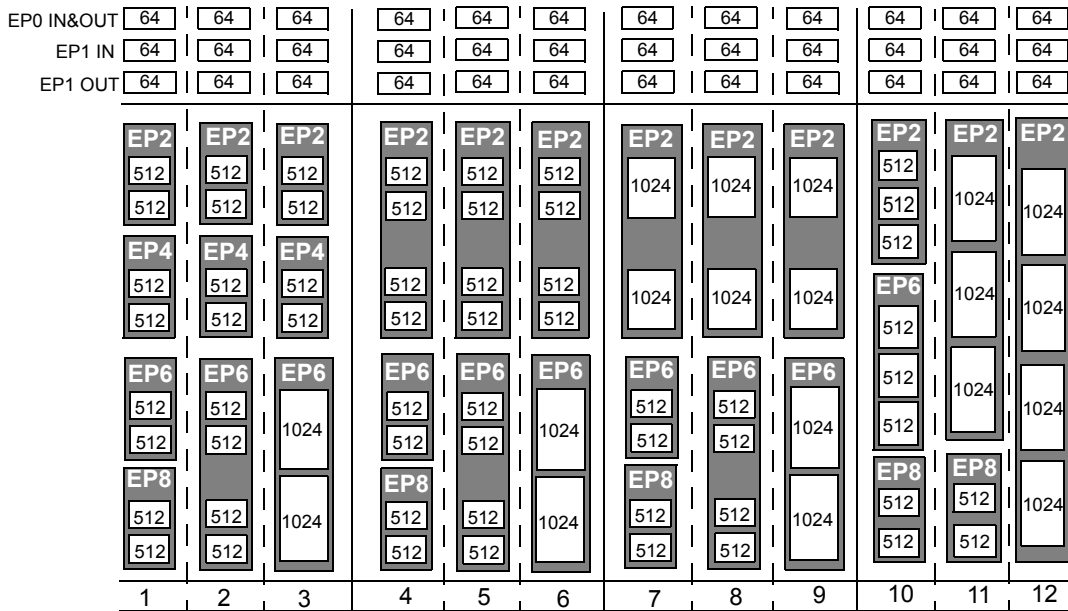 EP0 IN&OUT 64 64 64 64 64 64 64 64 64 64 64 64
EP1 IN 64 64 64 64 64 64 64 64 64 64 64 64
EP1 OUT 64 64 64 64 64 64 64 64 64 64 64 64
EP2 EP2 EP2 EP2 EP2 EP2 EP2 EP2 EP2 EP2 EP2 EP2
512 512 512 512 512 512 1024 1024 1024 512 1024 1024
512 512 512 512 512 512 512
EP4 EP4 EP4 512
512 512 512 512 512 512 1024 1024 1024 EP6 1024 1024
512 512 512 512 512 512 512
EP6 EP6 EP6 EP6 EP6 EP6 EP6 EP6 EP6 512 1024 1024
512 512 1024 512 512 1024 512 512 1024 512
512 512 512 512 512 512
EP8 EP8 EP8 EP8 EP8
512 512 1024 512 512 1024 512 512 1024 512 512 1024
512 512 512 512 512 512 512 512
1 2 3 4 5 6 7 8 9 10 11 12